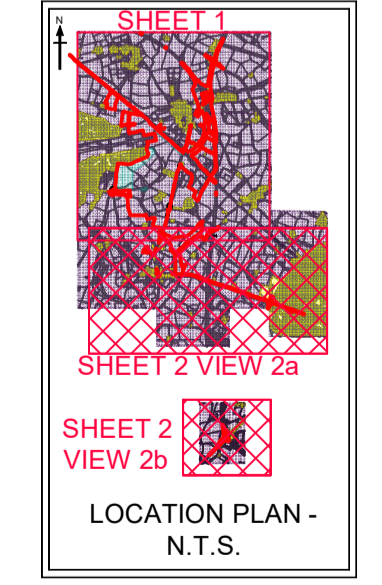 N
SHEET 1
SHEET 2 VIEW 2a
SHEET 2
VIEW 2b
LOCATION PLAN -
N.T.S.